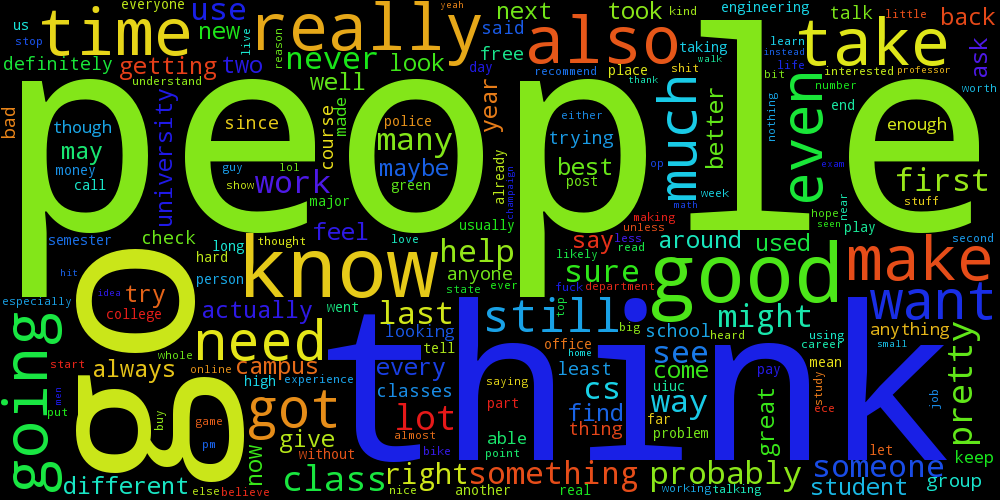 everyone
us
stop
time
use
new
live
reason
really
yeah
said
next
took
kind
free
also
engineering
taking
walk
talk
little
back
learn
instead
take
ask
definitely
getting
two
never
look
day
recommend
place
thank
shit
bit
life
interested
professor
worth
understand
well
number
bad
people
though
may
money
call
university
since
guy
show
lol
work
course
made
major
police
many
maybe
green
year
already
champaign
either
trying
best
post
op
much
math
better
week
nothing
even
end
exam
enough
first
stuff
hope
seen
near
play
semester
check
long
hard
person
thought
feel
love
usually
making
unless
say
less
read
likely
around
used
second
hit
especially
go
idea
try
college
know
help
anyone
state
ever
sure
fuck
department
good
make
actually
went
last
looking
tell
still
top
big
school
heard
might
using
career
want
anything
small
going
need
think
whole
always
online
campus
office
home
see
come
mean
pretty
start
men
put
high
experience
every
classes
saying
part
least
cs
uiuc
way
pay
study
ece
job
buy
game
pm
got
give
without
lot
almost
bike
able
point
find
thing
far
problem
great
let
keep
different
else
believe
now
class
right
nice
another
something
real
probably
working
talking
someone
student
group